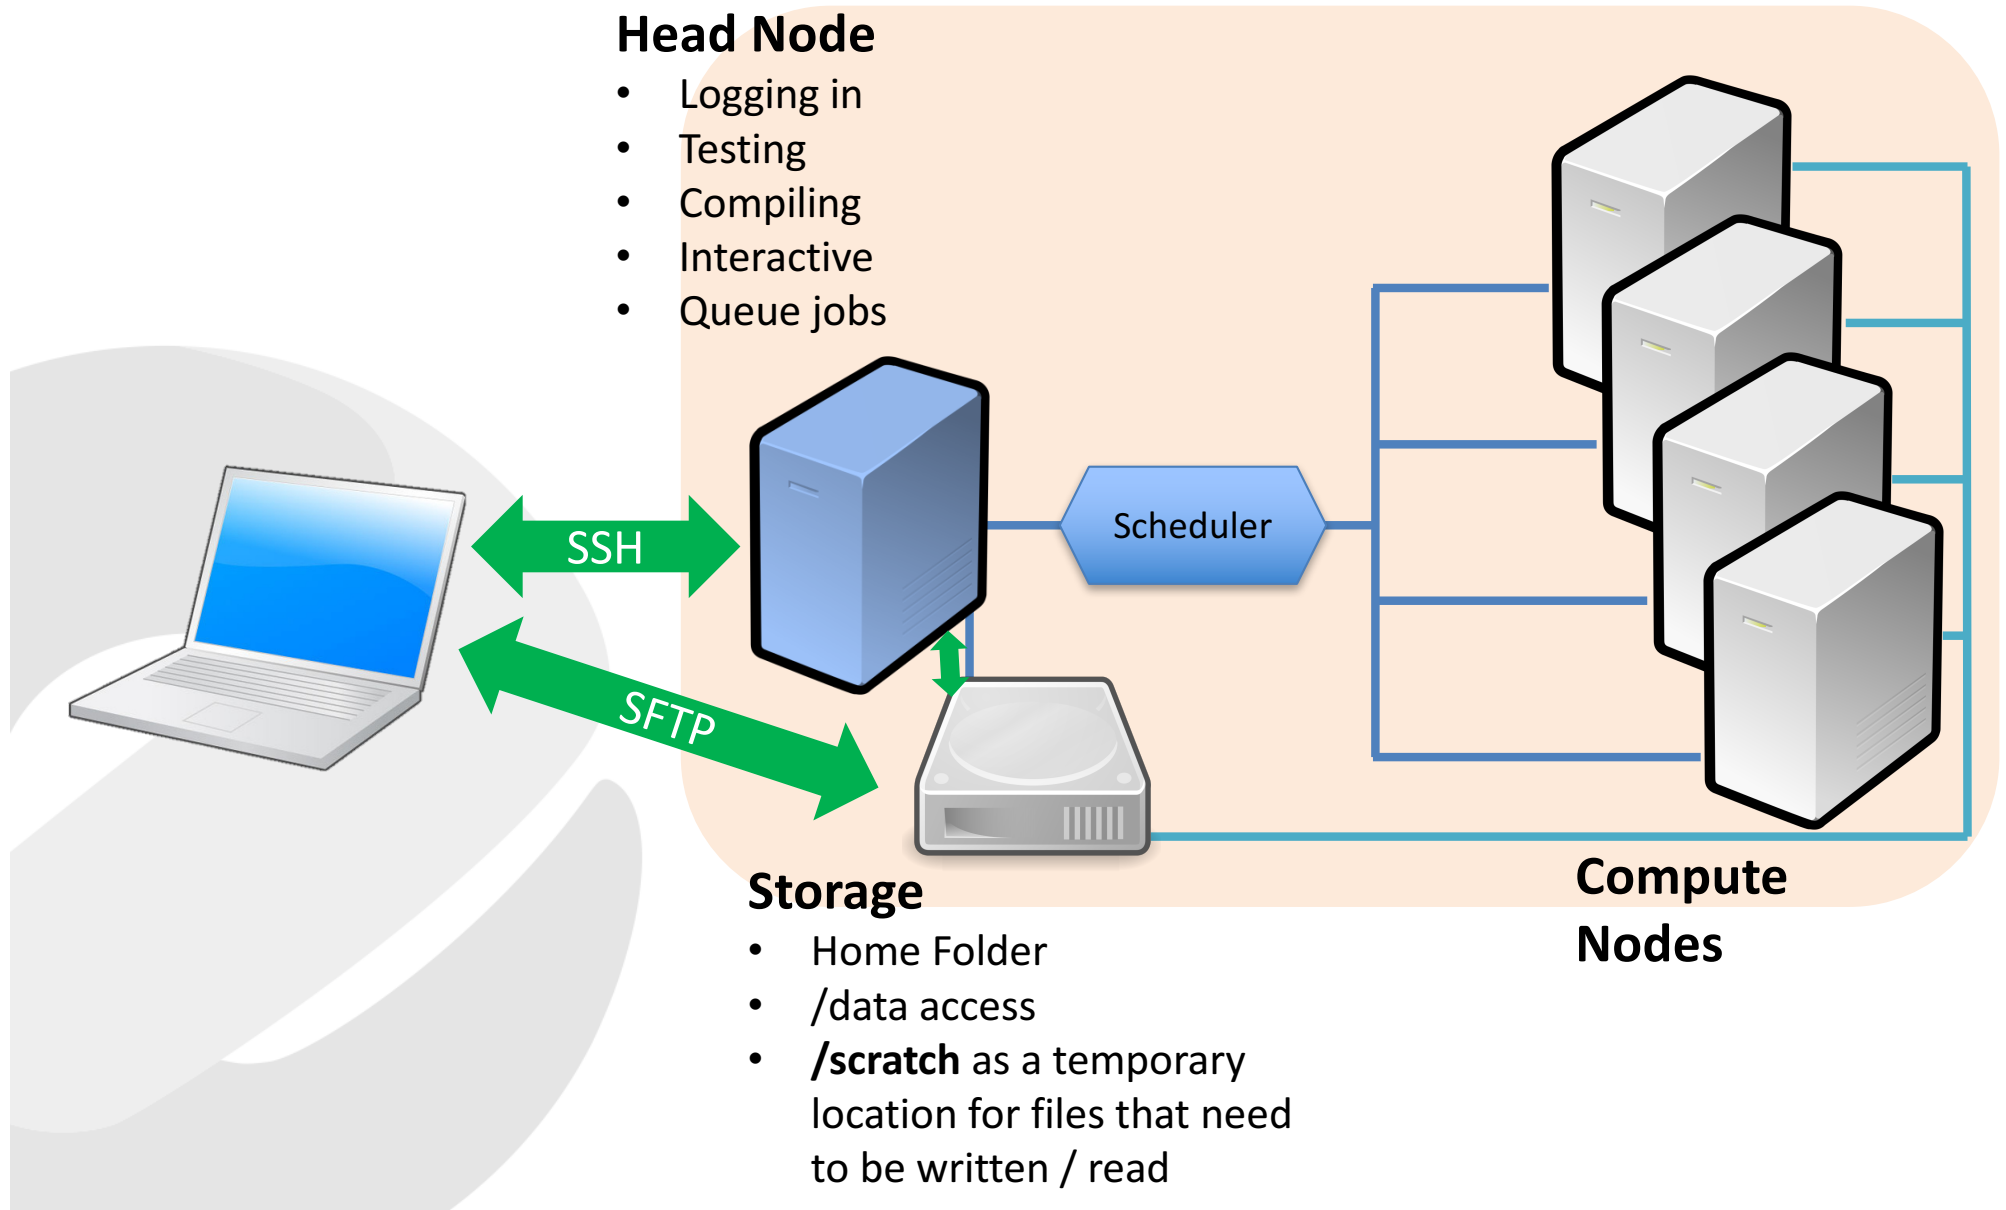 Head Node
• Logging in
• Testing
• Compiling
• Interactive
• Queue jobs
SSH
Scheduler
SFTP
Storage
• Home Folder
• /data access
• /scratch as a temporary
location for files that need
to be written / read
Compute
Nodes